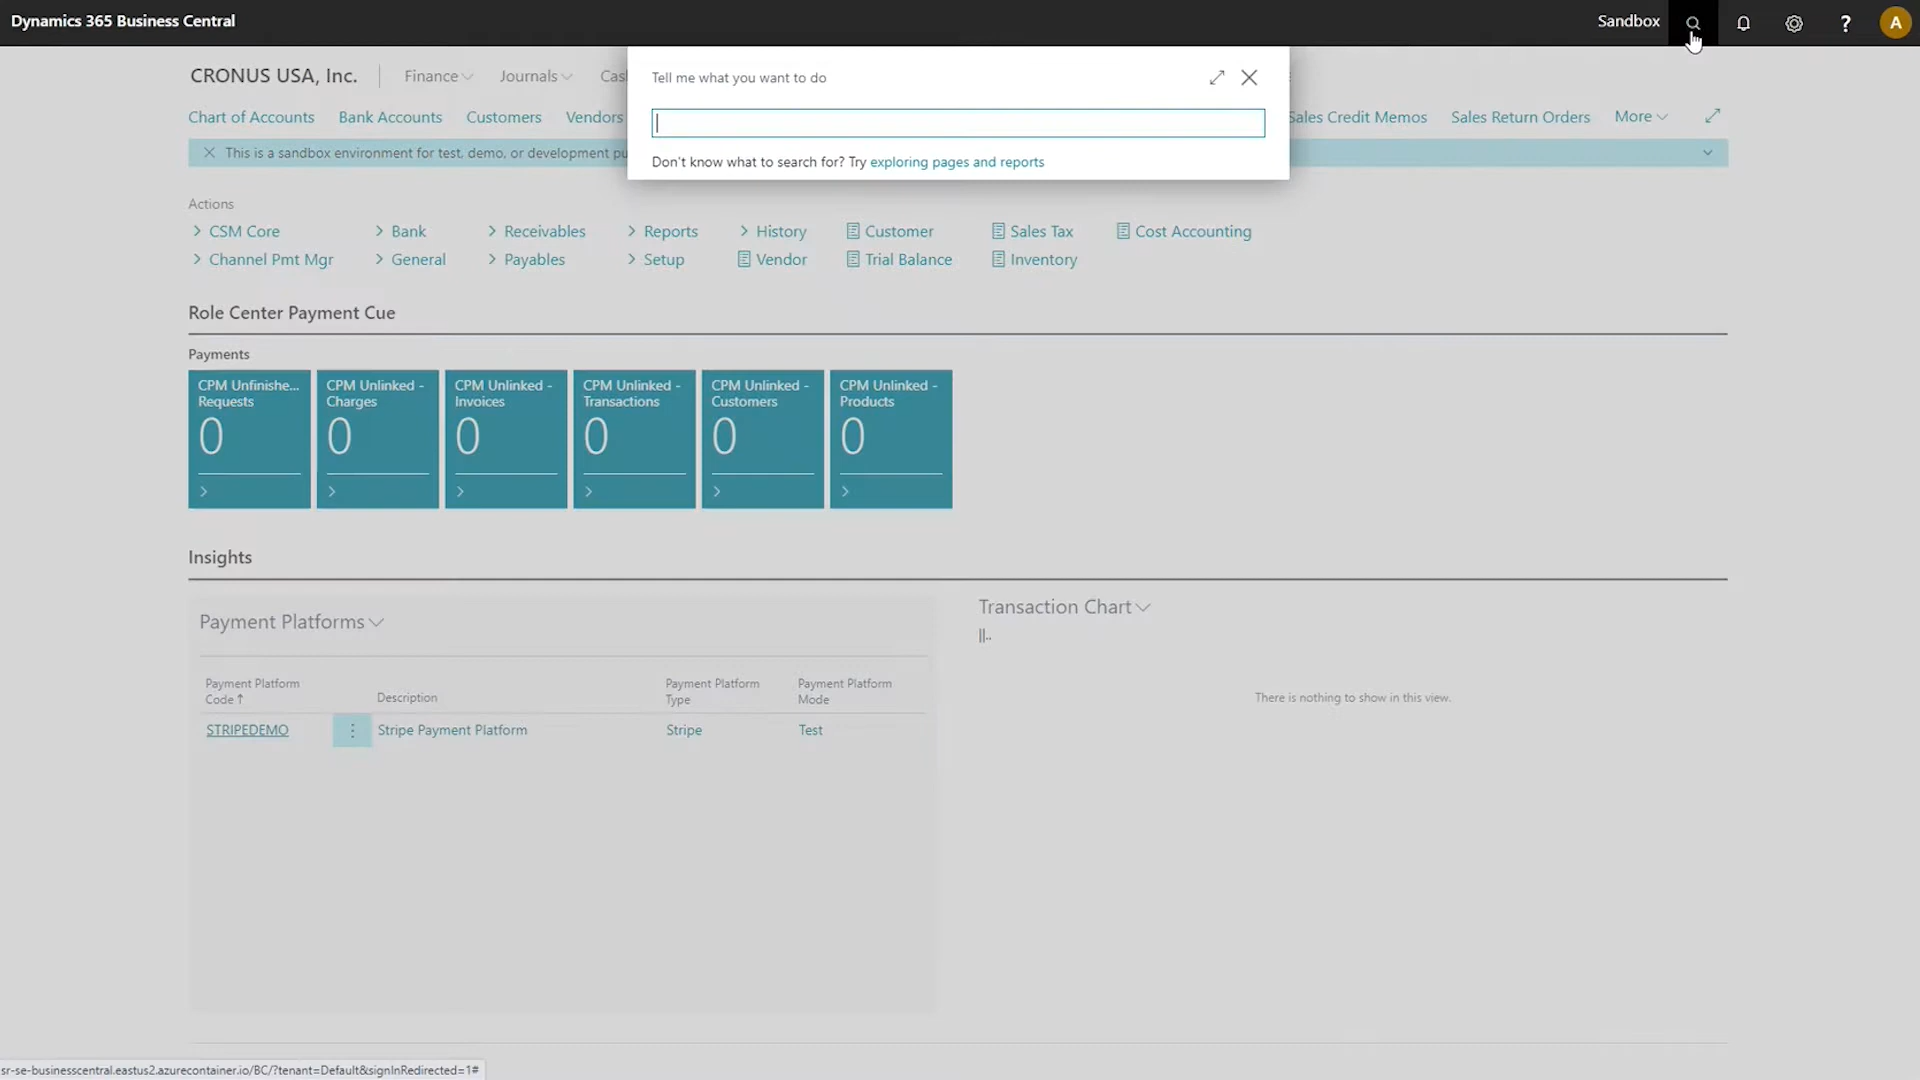 Dynamics 365 Business Central
Sandbox
?
A
Tell me what you want to do
Don't know what to search for? Try exploring pages and reports
CRONUS USA, Inc.
Finance
Journals
Chart of Accounts
Bank Accounts
Customers
Vendors
Sales Credit Memos
Sales Return Orders
More
This is a sandbox environment for test, demo, or development
Actions
CSM Core
Bank
Receivables
Reports
History
Customer
Sales Tax
Cost Accounting
Channel Pmt Mgr
General
Payables
Setup
Vendor
Trial Balance
Inventory
Role Center Payment Cue
Payments
CPM Unfinishe...
Requests
0
CPM Unlinked -
Charges
0
CPM Unlinked -
Invoices
0
CPM Unlinked -
Transactions
0
CPM Unlinked -
Customers
0
CPM Unlinked -
Products
0
Insights
Payment Platforms
Payment Platform
Code ↑
Description
Payment Platform
Type
Payment Platform
Mode
STRIPEDEMO
Stripe Payment Platform
Stripe
Test
Transaction Chart
There is nothing to show in this view.
sr-se-businesscentral.eastus2.azurecontainer.io/BC/?tenant=Default&signInRedirected=1#